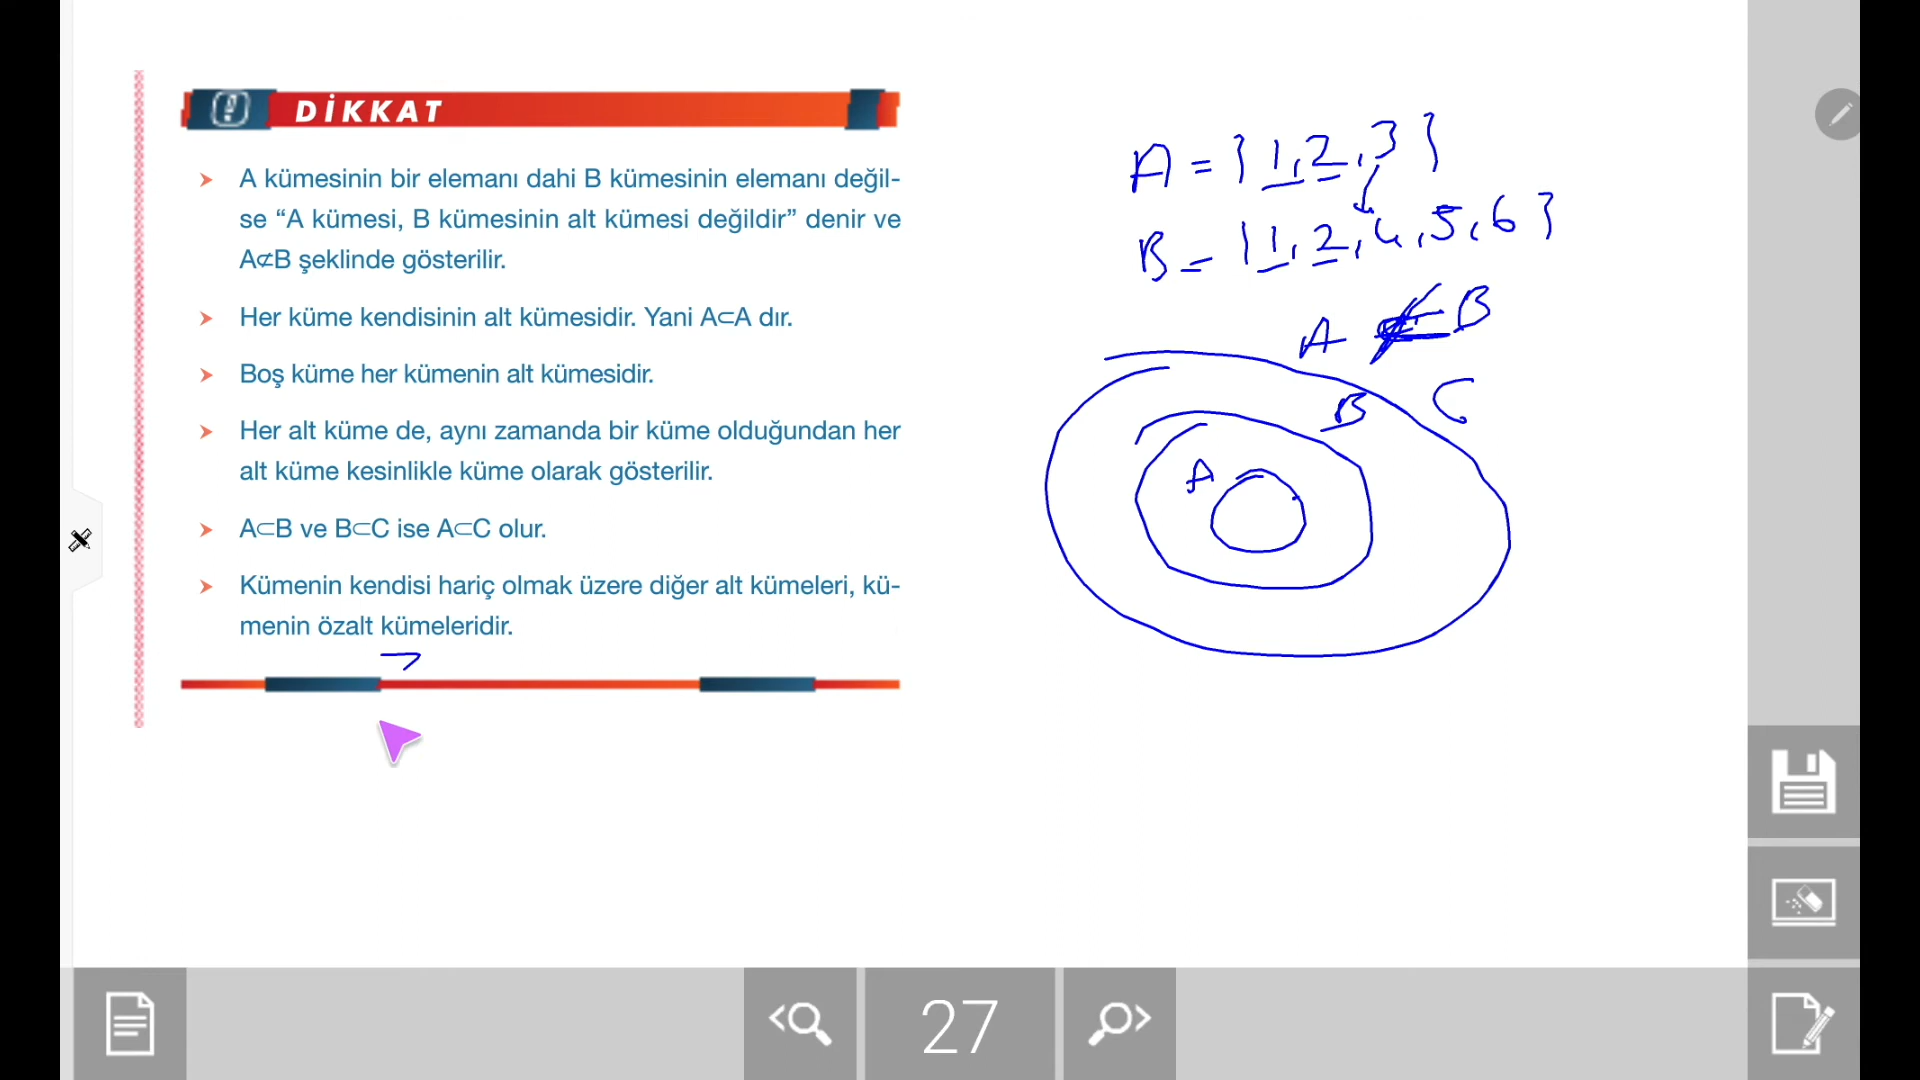 DİKKAT
A kümesinin bir elemanı dahi B kümesinin elemanı değil-
se “A kümesi, B kümesinin alt kümesi değildir” denir ve
A⊄B şeklinde gösterilir.
Her küme kendisinin alt kümesidir. Yani A⊂A dır.
Boş küme her kümenin alt kümesidir.
Her alt küme de, aynı zamanda bir küme olduğundan her
alt küme kesinlikle küme olarak gösterilir.
A⊂B ve B⊂C ise A⊂C olur.
Kümenin kendisi hariç olmak üzere diğer alt kümeleri, kü-
menin özalt kümeleridir.
A = { 1, 2, 3 }
B = { 1, 2, 4, 5, 6 }
A ⊄ B
B
C
A
27